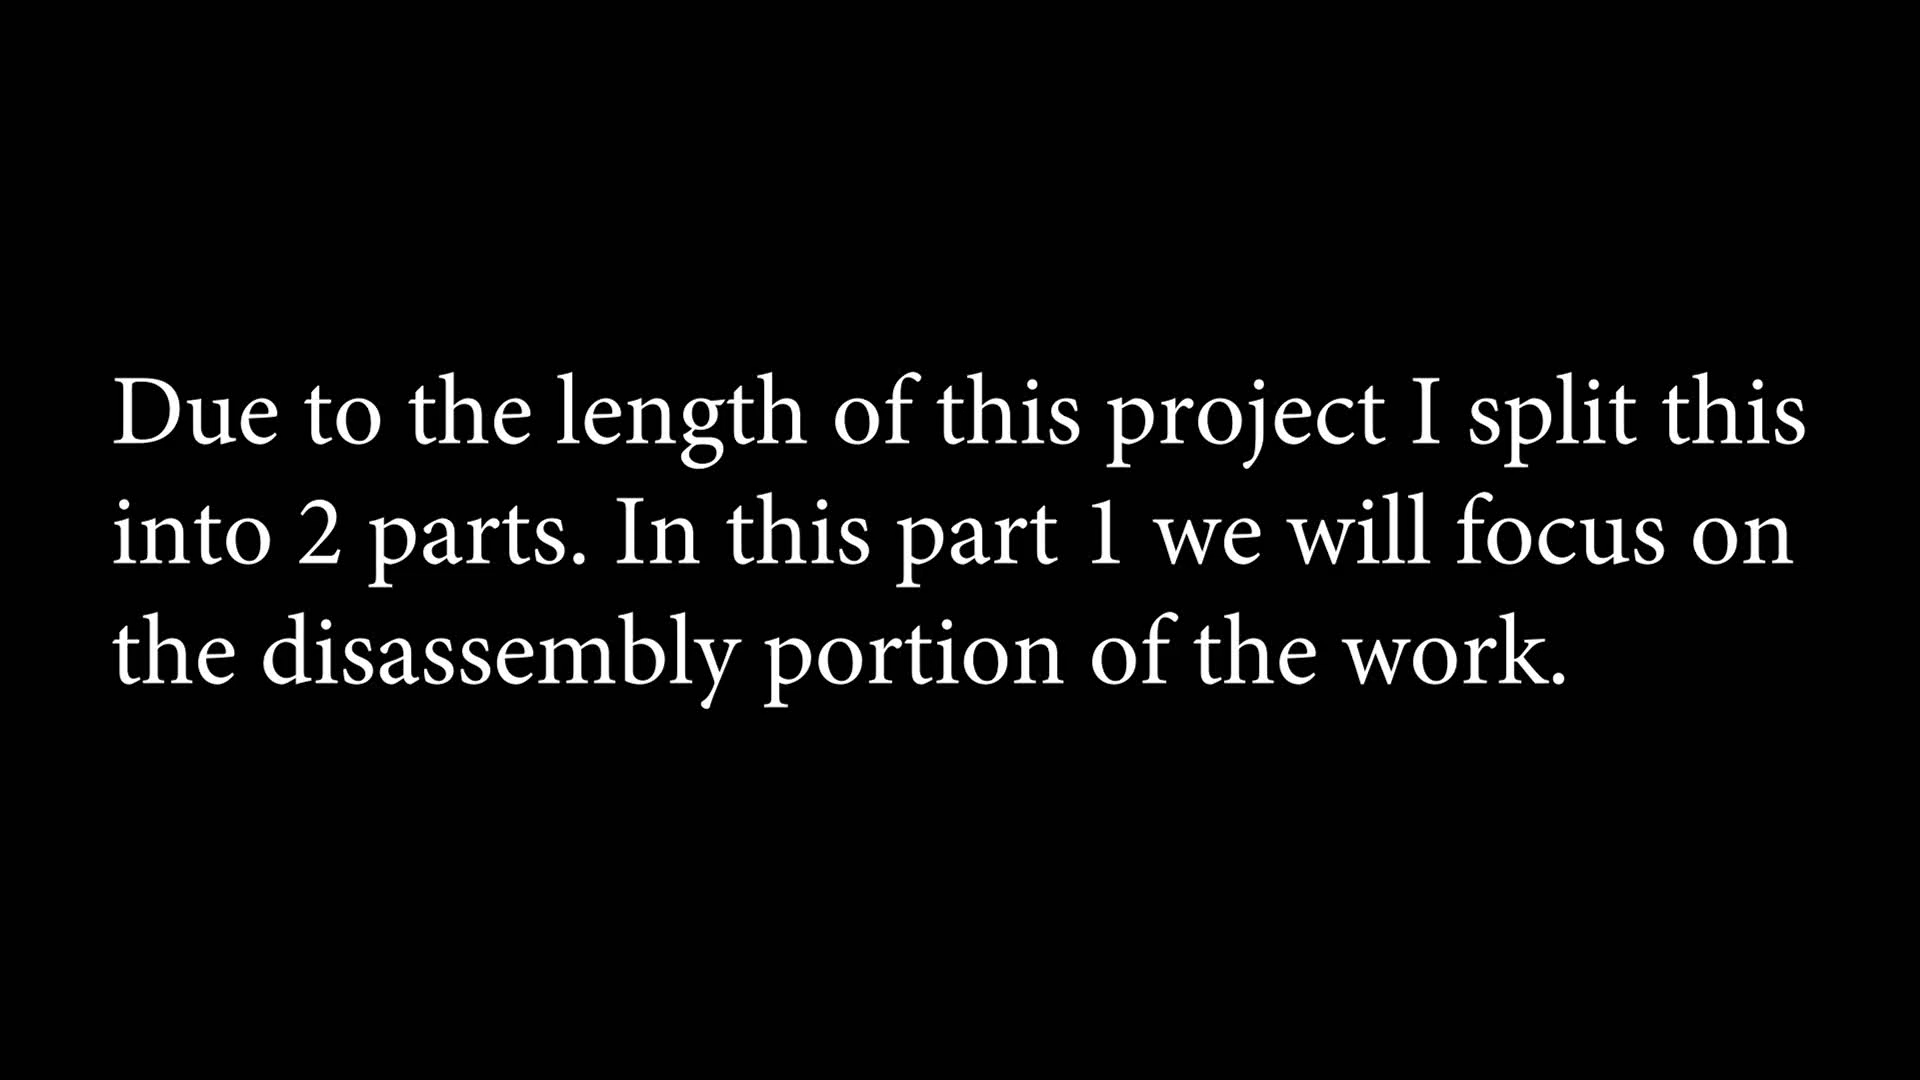 Due to the length of this project I split this
into 2 parts. In this part 1 we will focus on
the disassembly portion of the work.